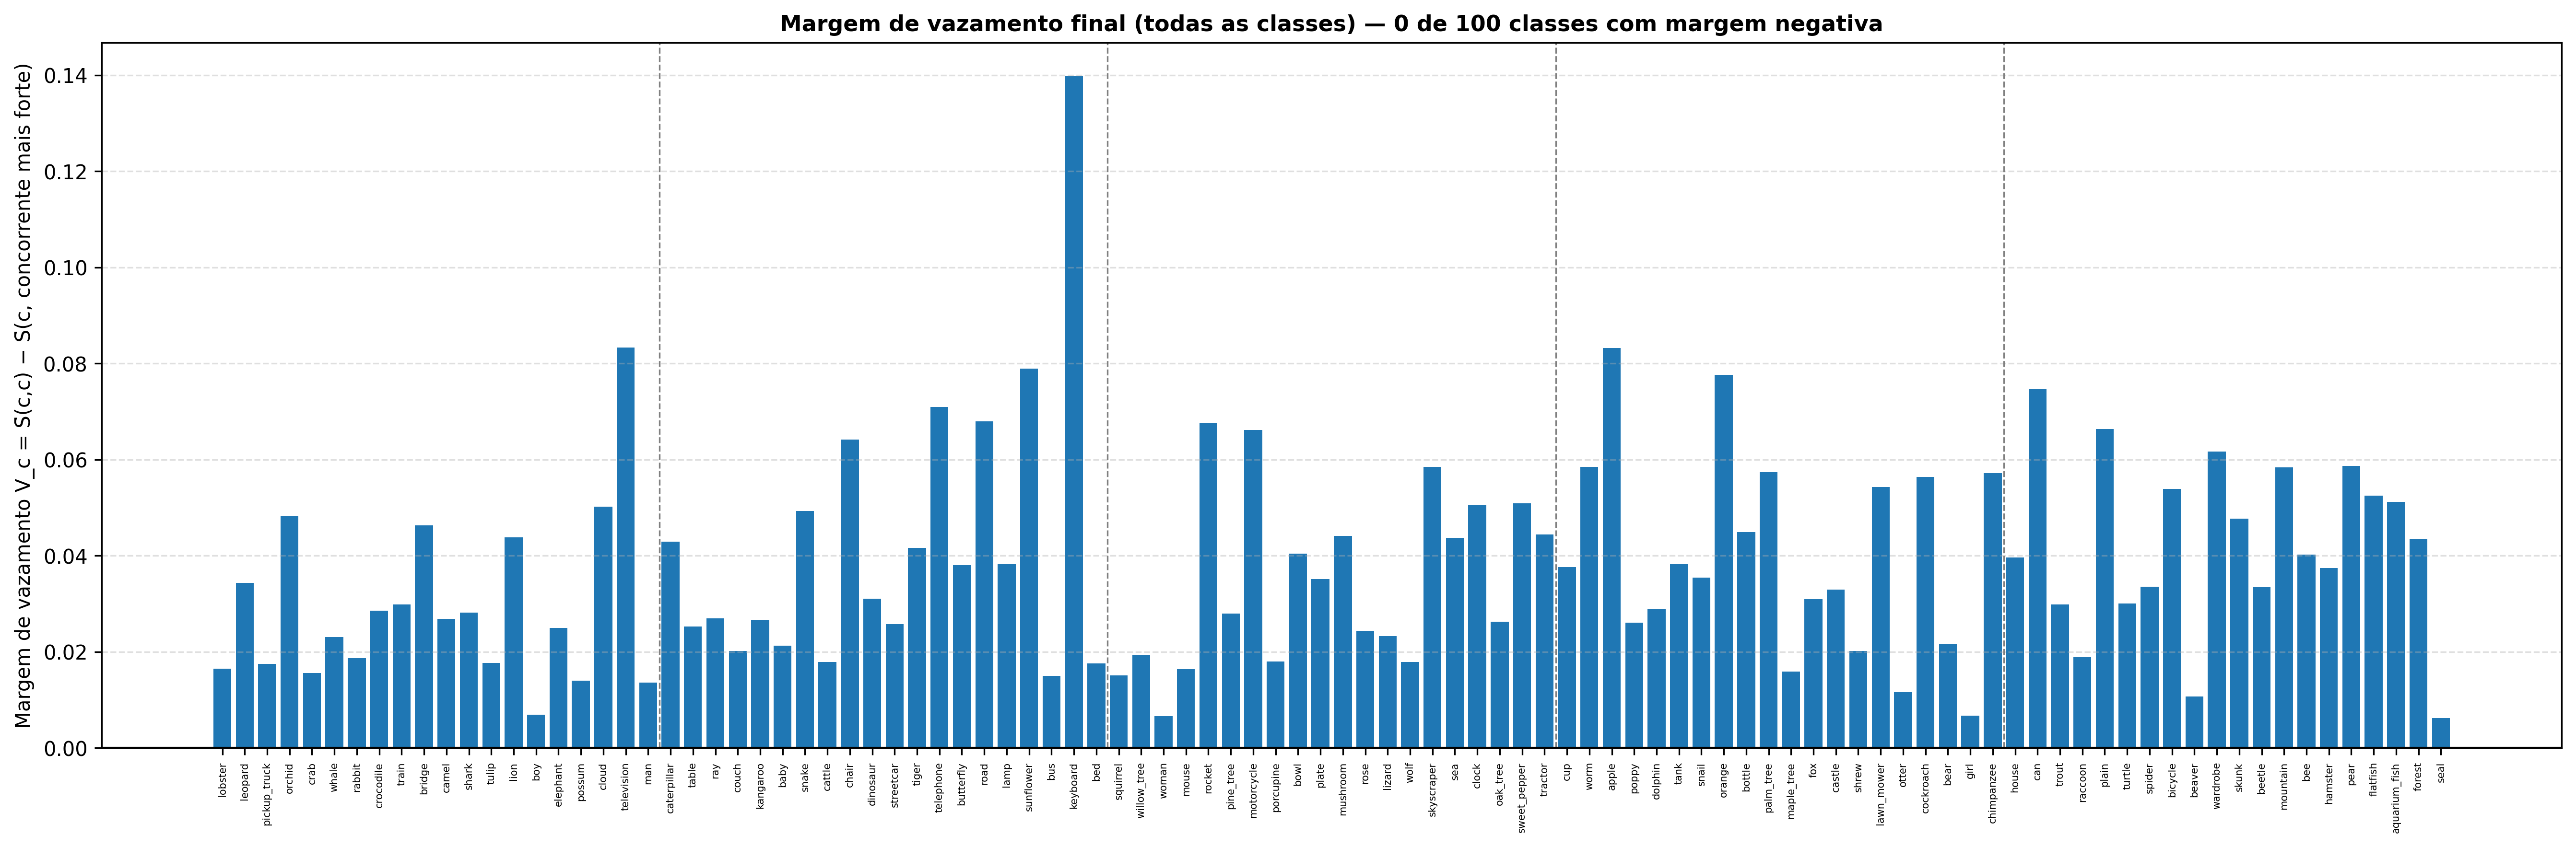 Margem de vazamento final (todas as classes) — 0 de 100 classes com margem negativa
Margem de vazamento V_c = S(c,c) − S(c, concorrente mais forte)
0.14
0.12
0.10
0.08
0.06
0.04
0.02
0.00
lobster
leopard
pickup_truck
orchid
crab
whale
rabbit
crocodile
train
bridge
camel
shark
tulip
lion
boy
elephant
possum
cloud
television
man
caterpillar
table
ray
couch
kangaroo
baby
snake
cattle
chair
dinosaur
streetcar
tiger
telephone
butterfly
road
lamp
sunflower
bus
keyboard
bed
squirrel
willow_tree
woman
mouse
rocket
pine_tree
motorcycle
porcupine
bowl
plate
mushroom
rose
lizard
wolf
skyscraper
sea
clock
oak_tree
sweet_pepper
tractor
cup
worm
apple
poppy
dolphin
tank
snail
orange
bottle
palm_tree
maple_tree
fox
castle
shrew
lawn_mower
otter
cockroach
bear
girl
chimpanzee
house
can
trout
raccoon
plain
turtle
spider
bicycle
beaver
wardrobe
skunk
beetle
mountain
bee
hamster
pear
flatfish
aquarium_fish
forest
seal